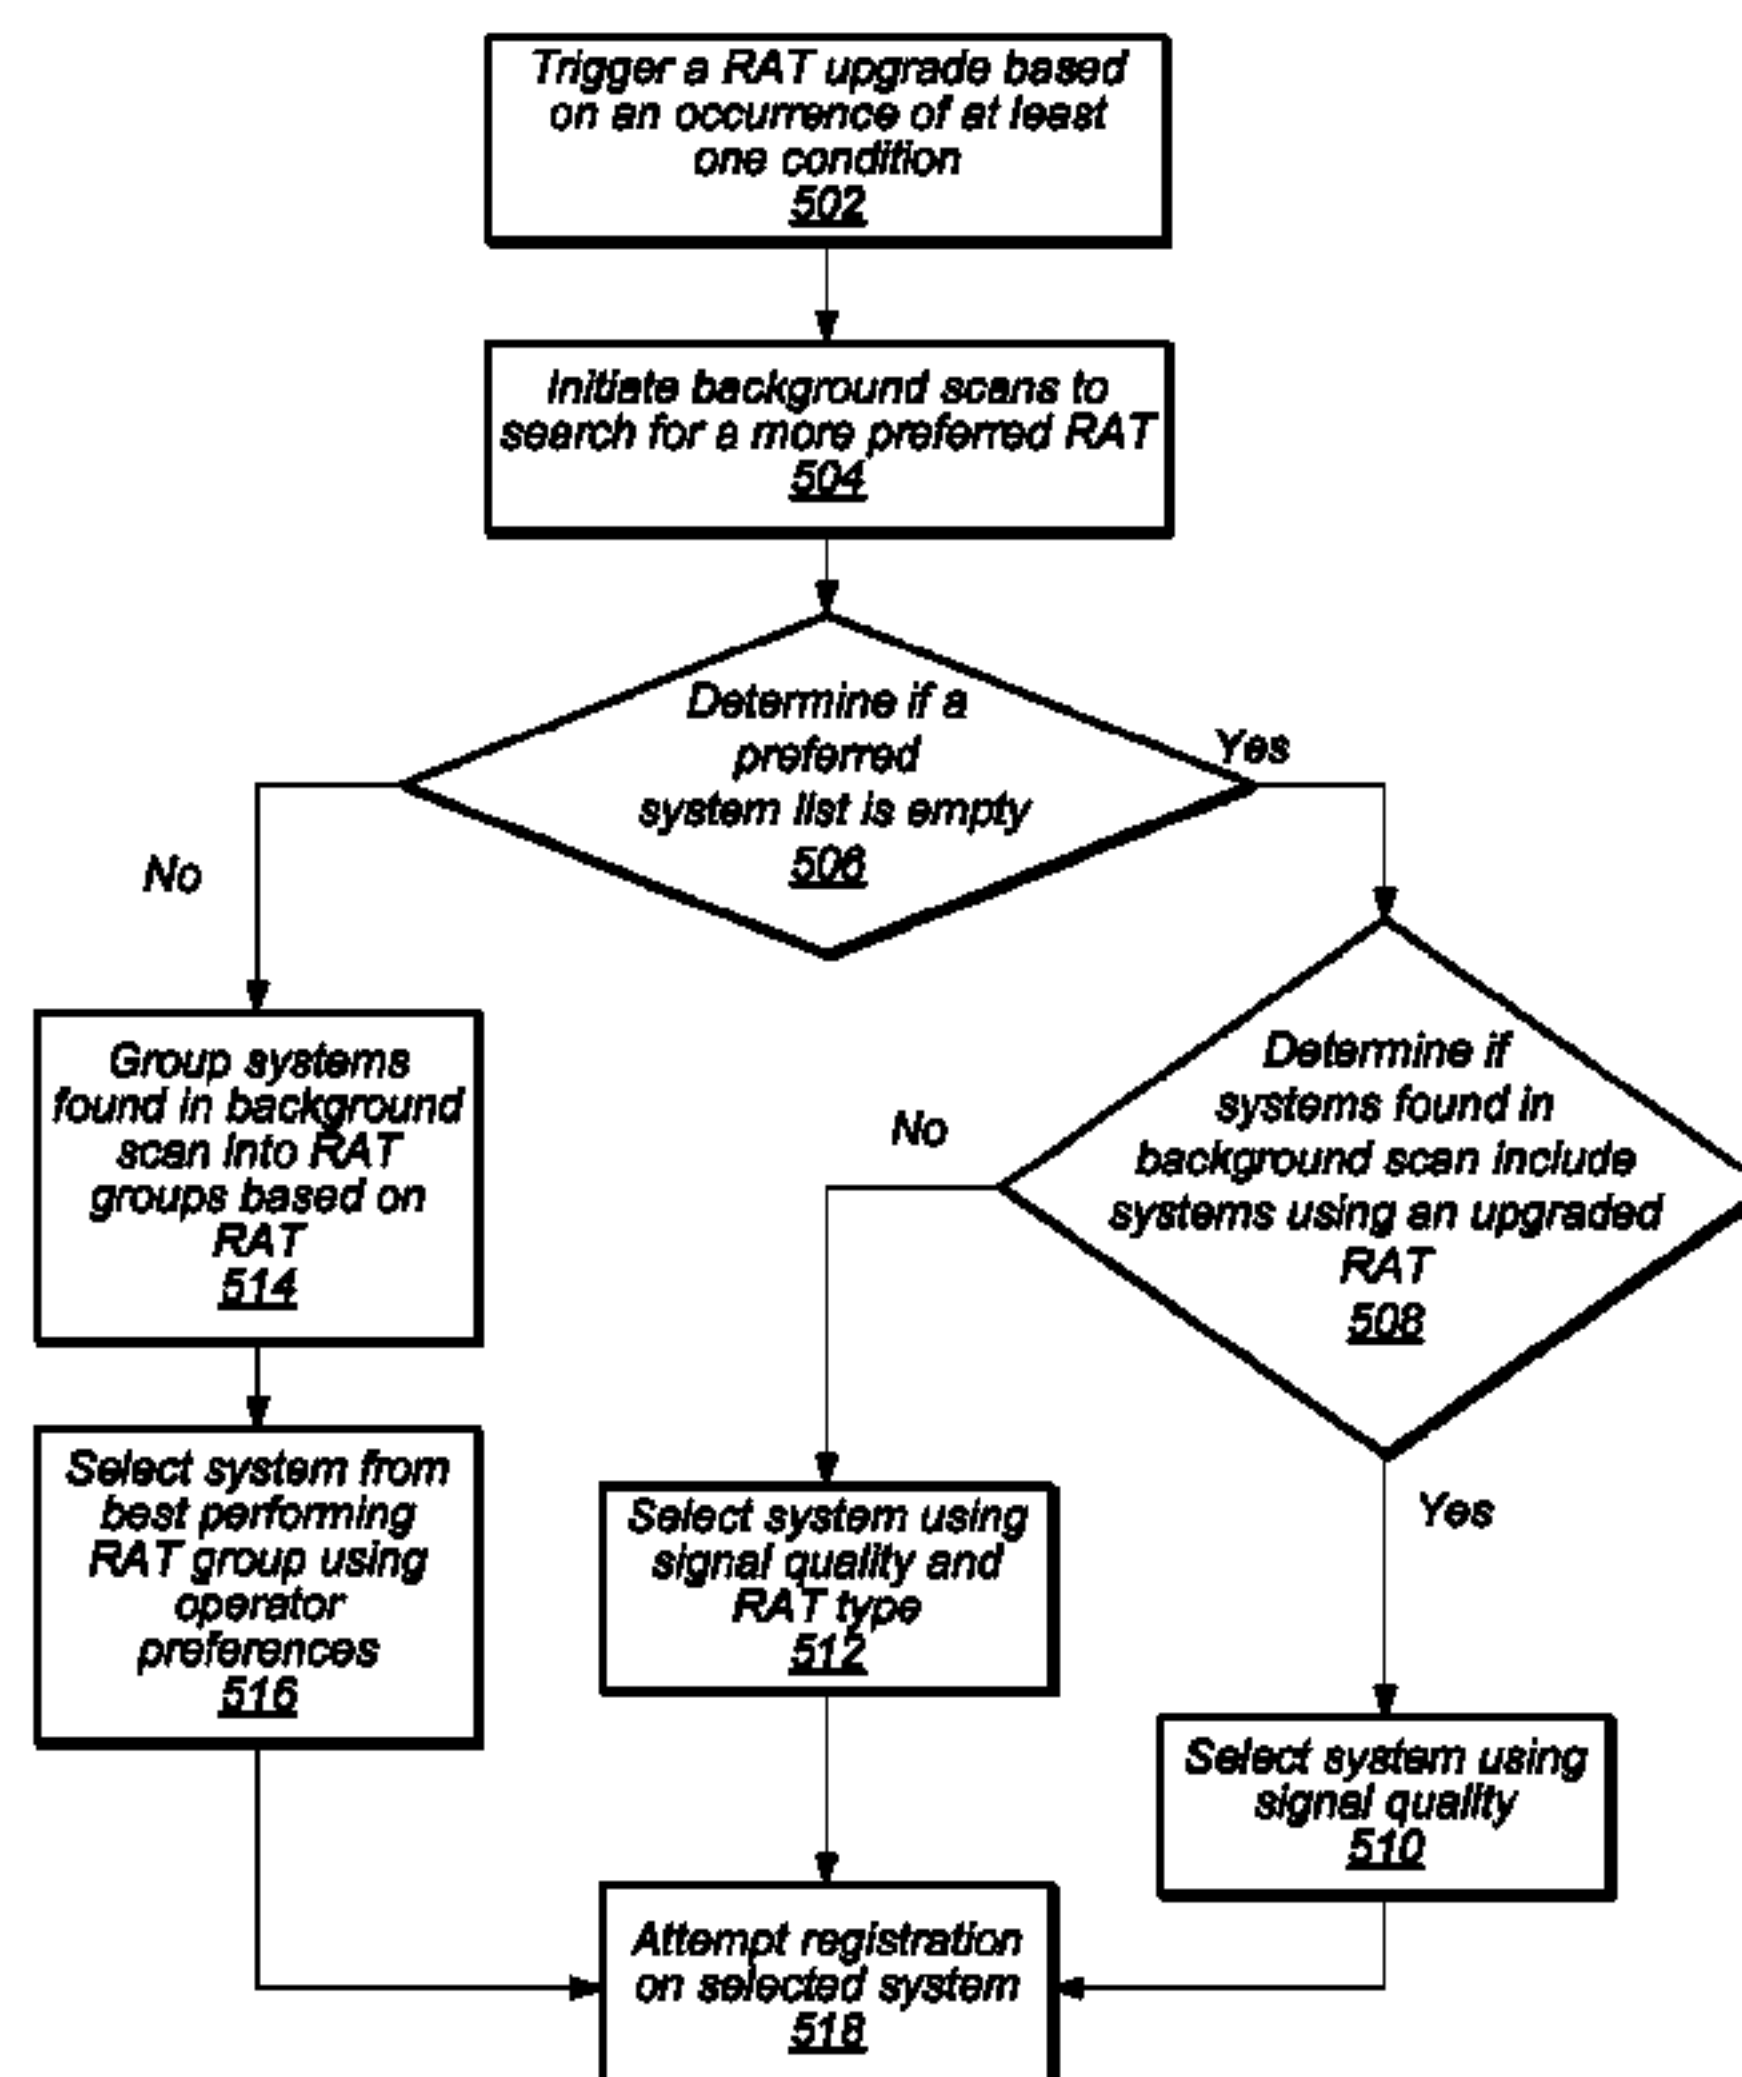 Trigger a RAT upgrade based
on an occurrence of at least
one condition
502
Initiate background scans to
search for a more preferred RAT
504
Determine if a
preferred
system list is empty
506
Yes
No
Determine if
systems found in
background scan include
systems using an upgraded
RAT
508
No
Yes
Group systems
found in background
scan into RAT
groups based on
RAT
514
Select system from
best performing
RAT group using
operator
preferences
516
Select system using
signal quality and
RAT type
512
Select system using
signal quality
510
Attempt registration
on selected system
518